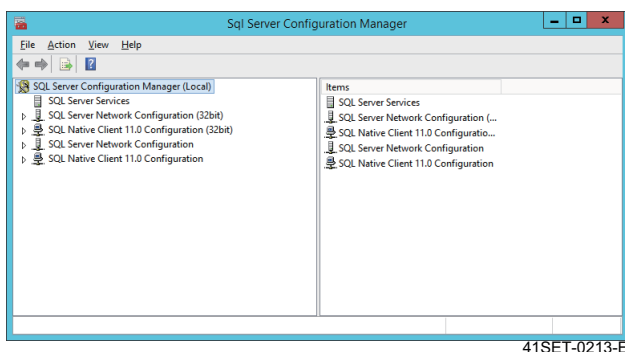 Sql Server Configuration Manager
File Action View Help
SQL Server Configuration Manager (Local)
SQL Server Services
SQL Server Network Configuration (32bit)
SQL Native Client 11.0 Configuration (32bit)
SQL Server Network Configuration
SQL Native Client 11.0 Configuration
Items
SQL Server Services
SQL Server Network Configuration (...
SQL Native Client 11.0 Configuratio...
SQL Server Network Configuration
SQL Native Client 11.0 Configuration
41SET-0213-E